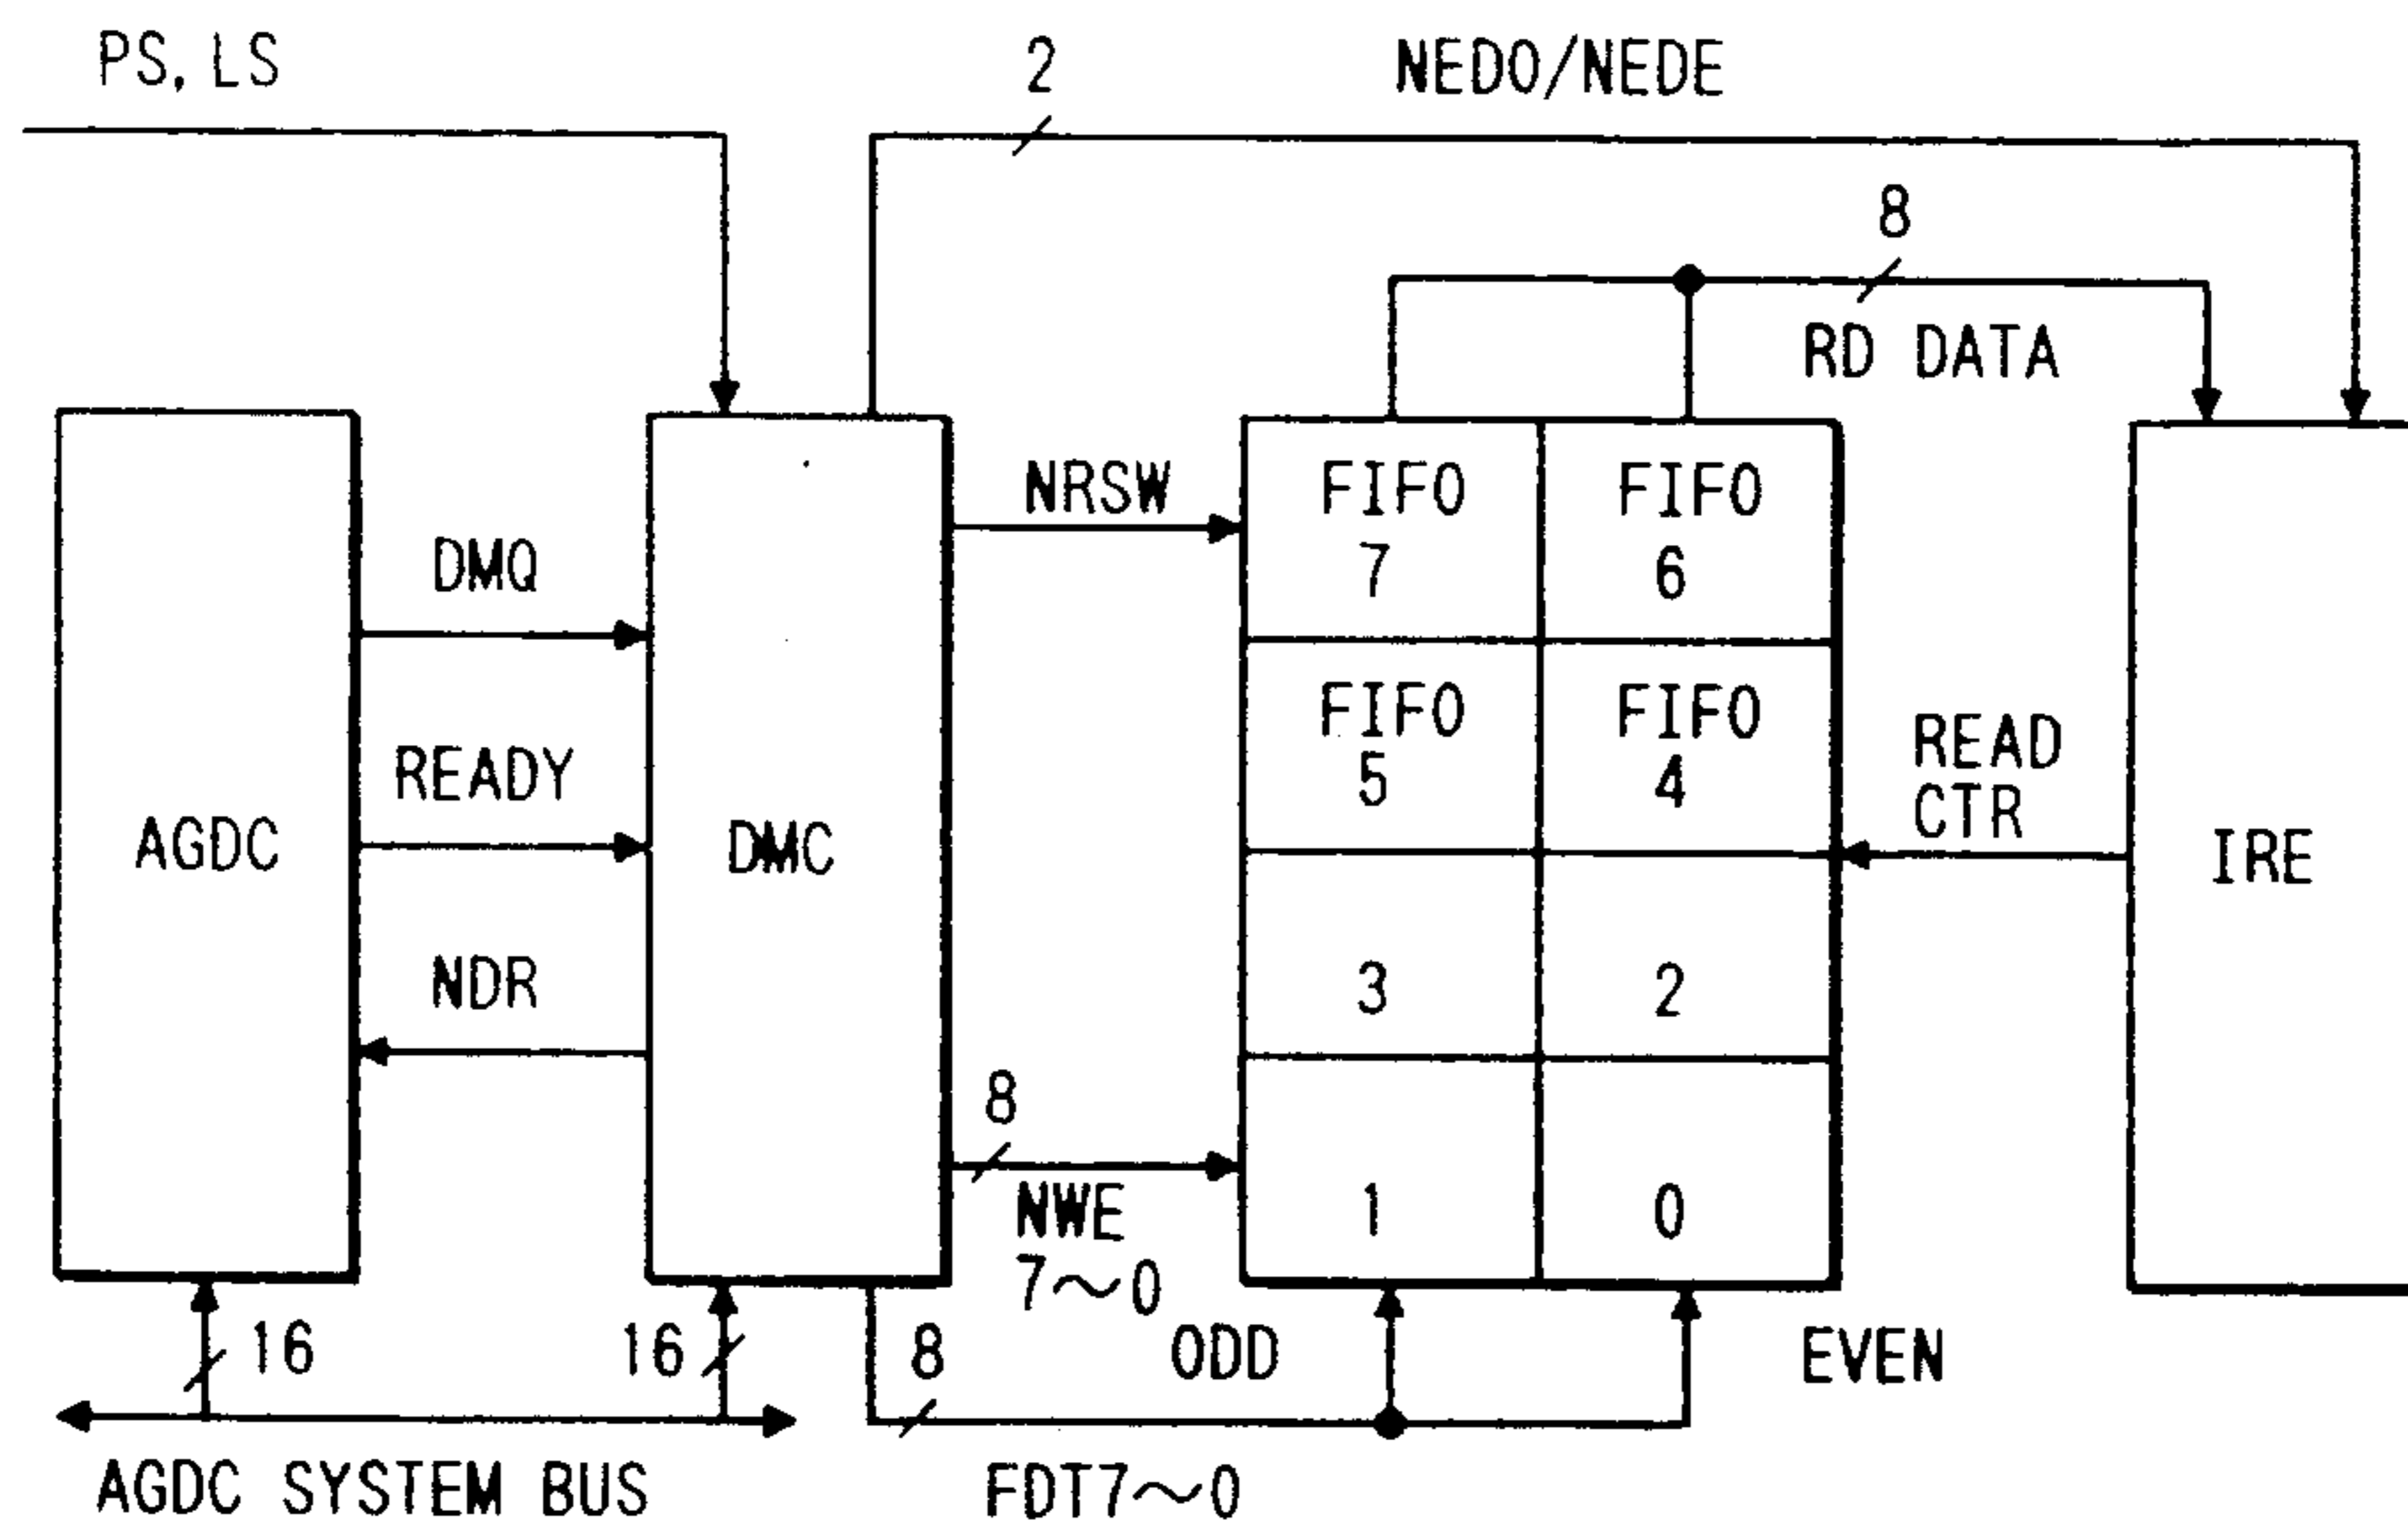 PS, LS
2
NEDO/NEDE
8
RD DATA
NRSW
FIFO
7
FIFO
6
DMQ
FIFO
5
FIFO
4
READY
READ
CTR
AGDC
DMC
IRE
NDR
3
2
8
NWE
7~0
1
0
16
16
8
ODD
EVEN
AGDC SYSTEM BUS
FDT7~0